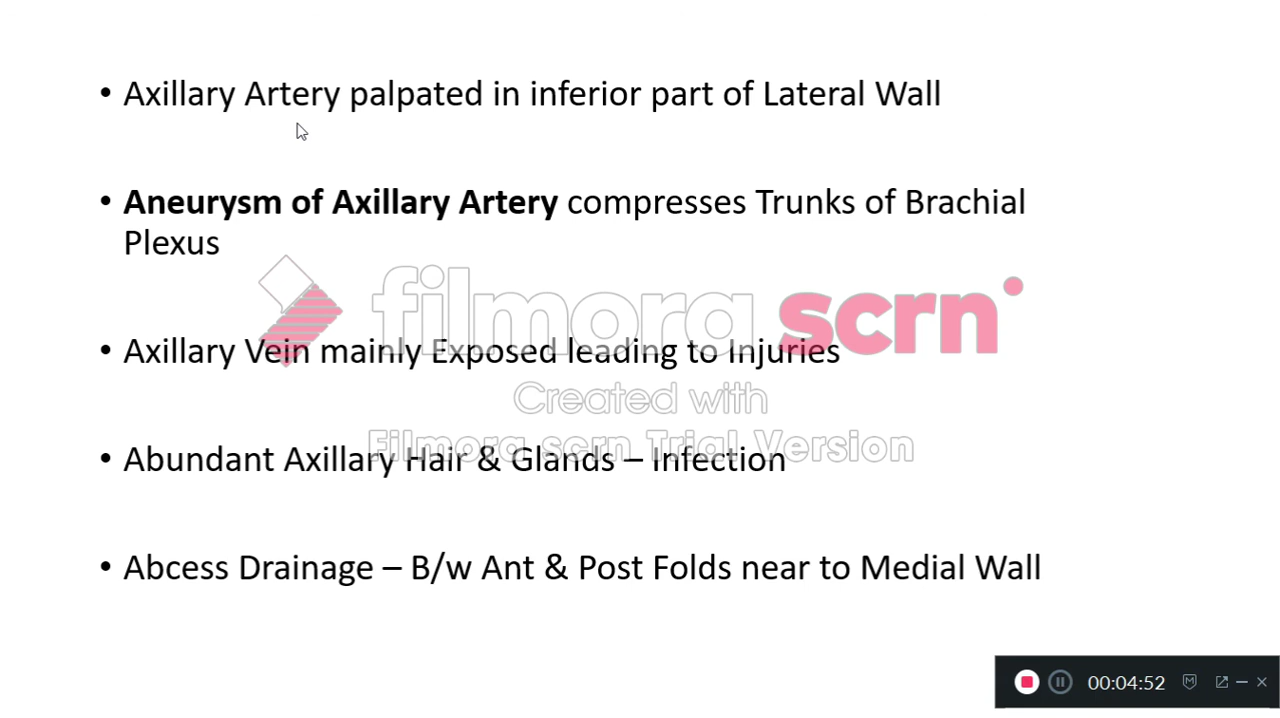 • Axillary Artery palpated in inferior part of Lateral Wall
• Aneurysm of Axillary Artery compresses Trunks of Brachial
Plexus
filmora scrn
• Axillary Vein mainly Exposed leading to Injuries
Created with
Filmora scrn Trial Version
• Abundant Axillary Hair & Glands – Infection
• Abcess Drainage – B/w Ant & Post Folds near to Medial Wall
00:04:52